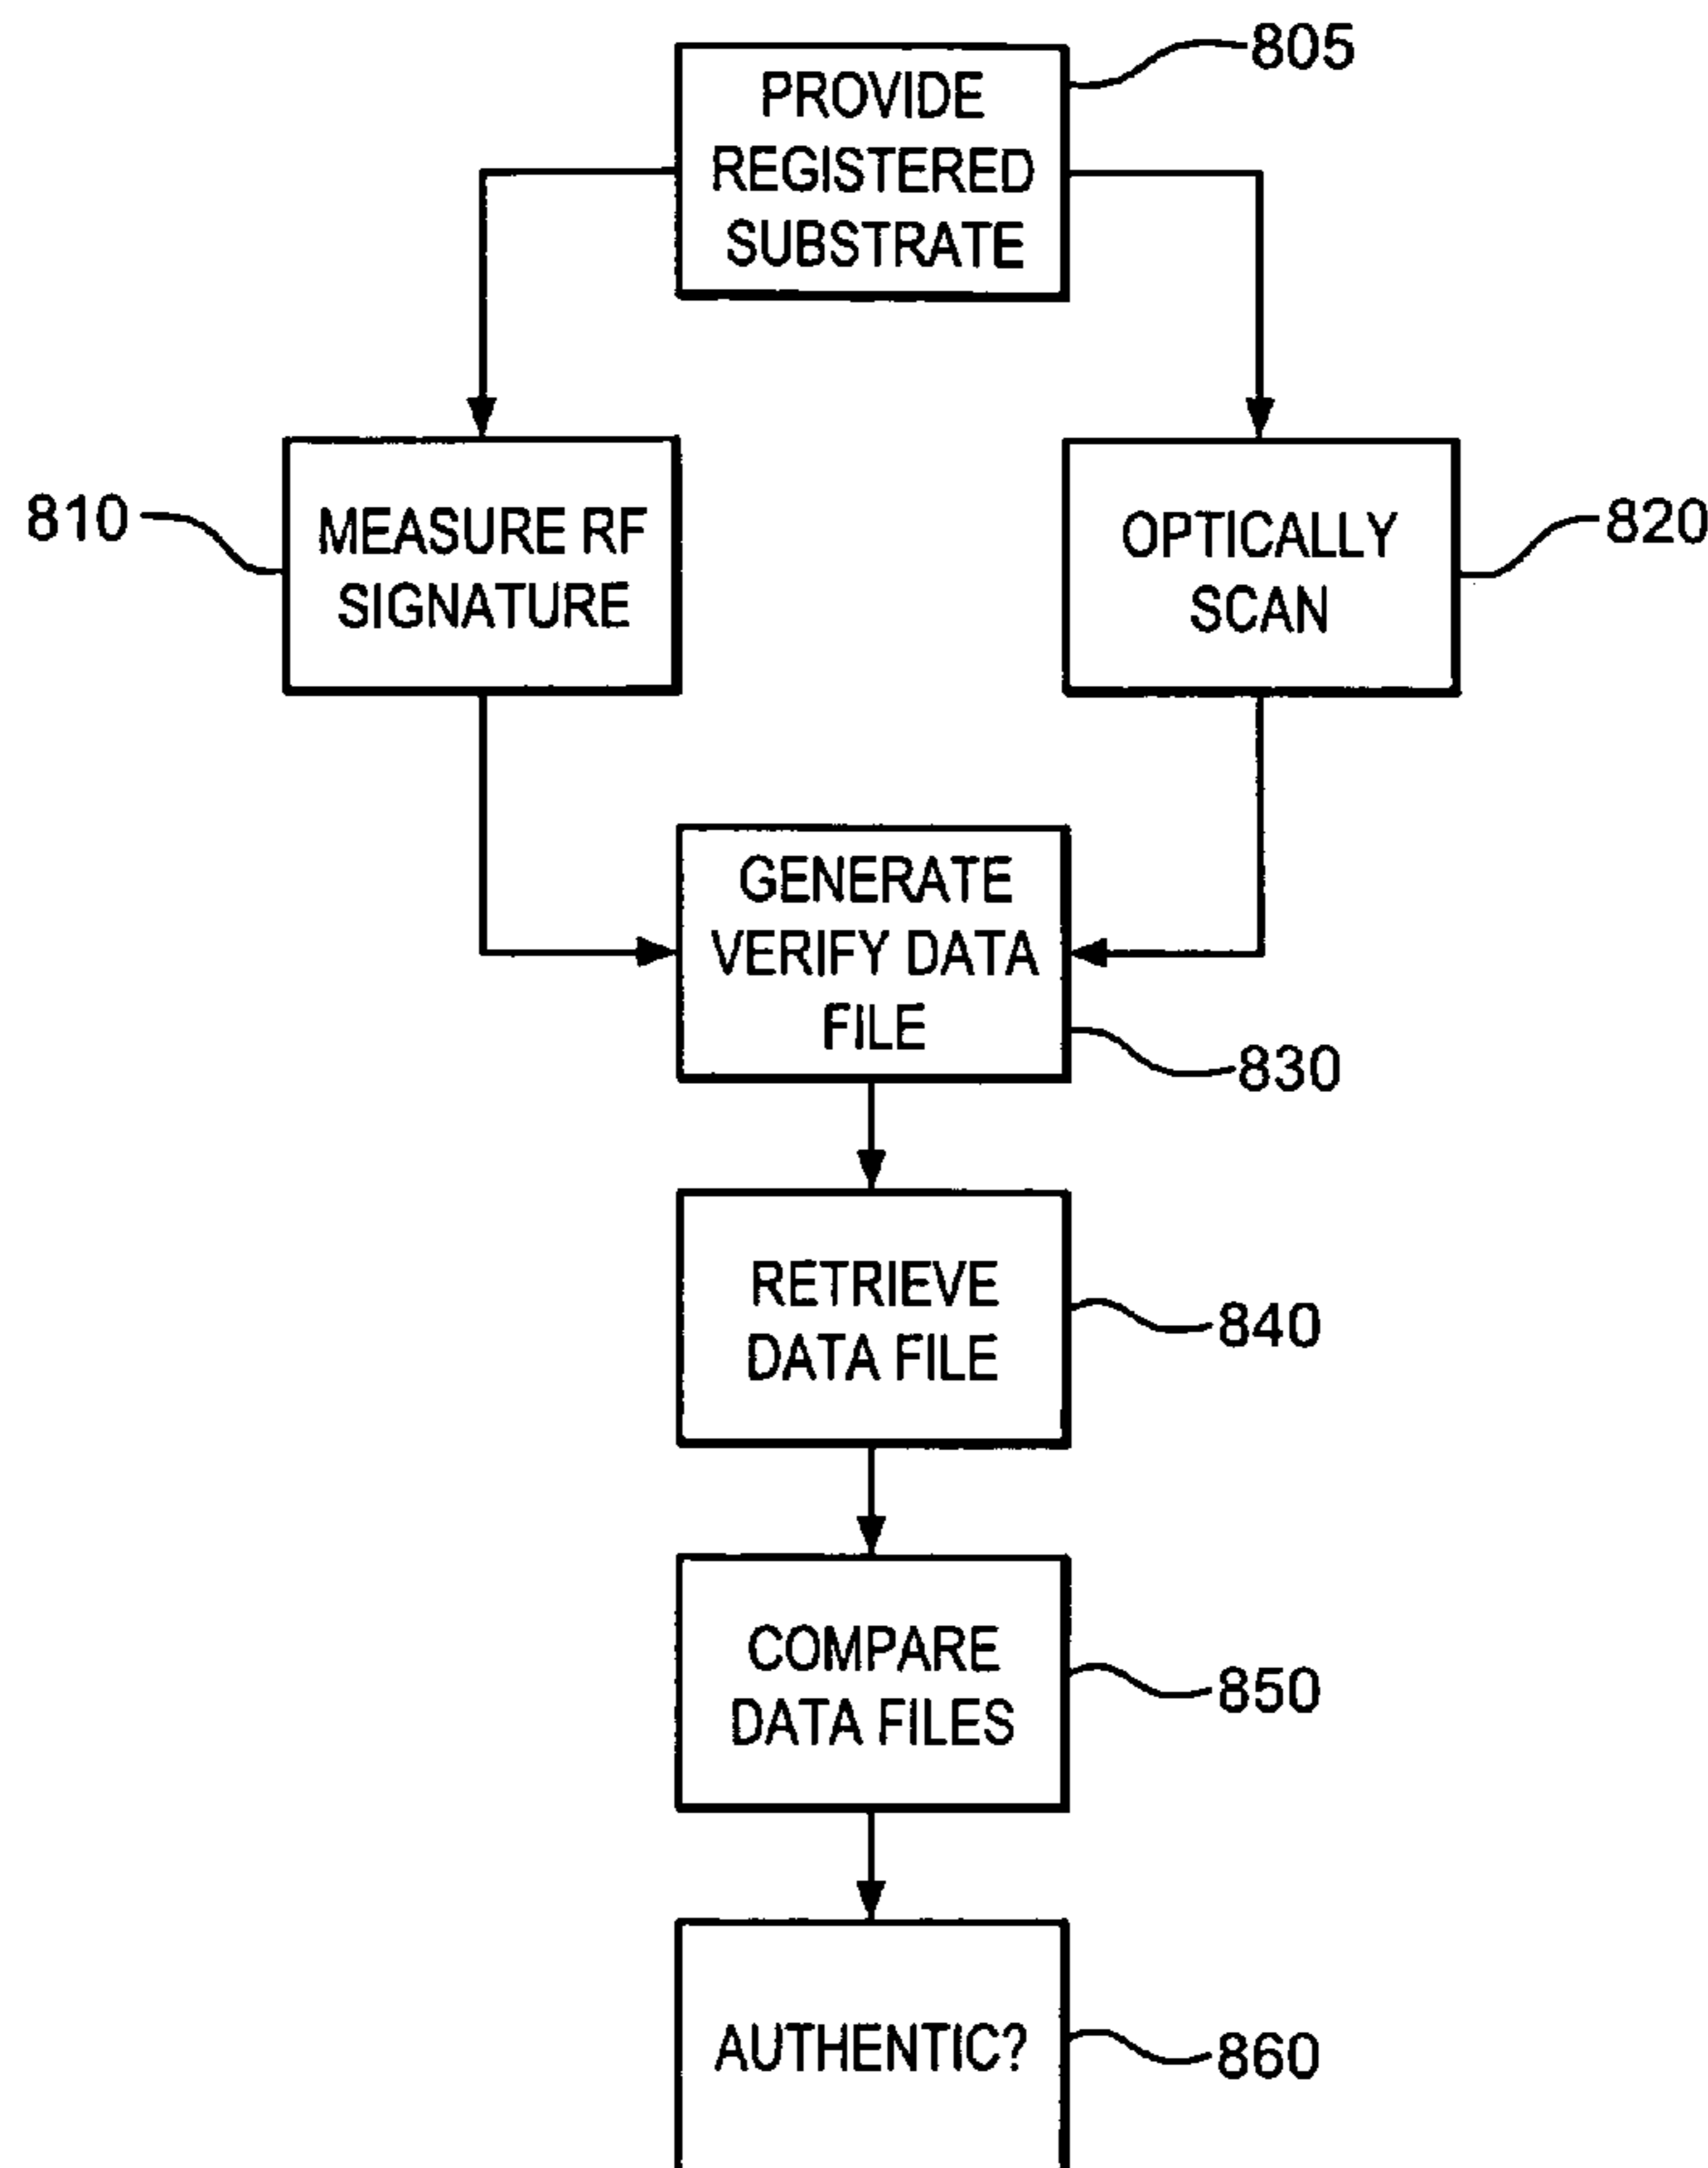 805
PROVIDE
REGISTERED
SUBSTRATE
810
MEASURE RF
SIGNATURE
OPTICALLY
SCAN
820
GENERATE
VERIFY DATA
FILE
830
RETRIEVE
DATA FILE
840
COMPARE
DATA FILES
850
AUTHENTIC?
860